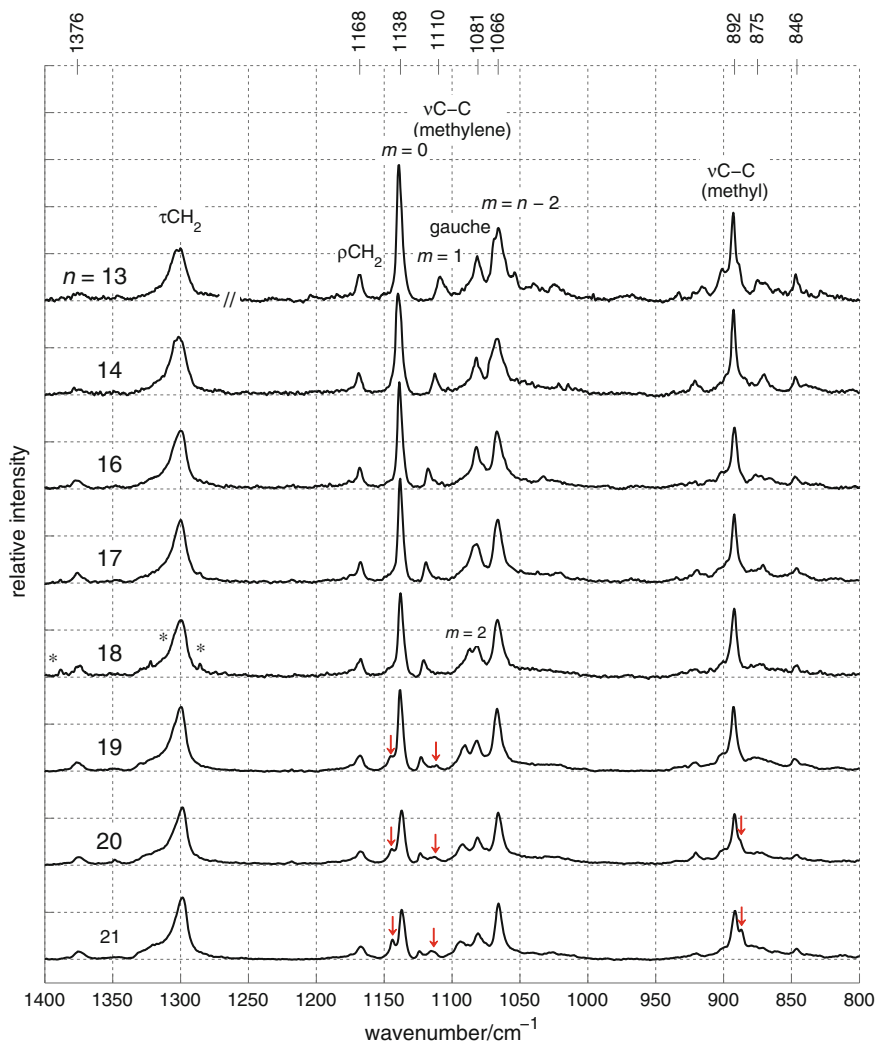 1376
1168
1138
1110
1081
1066
892
875
846
νC–C
(methylene)
m = 0
νC–C
(methyl)
τCH2
m = n – 2
gauche
ρCH2
m = 1
n = 13
//
14
16
17
m = 2
* * *
18
19
20
21
relative intensity
1400 1350 1300 1250 1200 1150 1100 1050 1000 950 900 850 800
wavenumber/cm−1